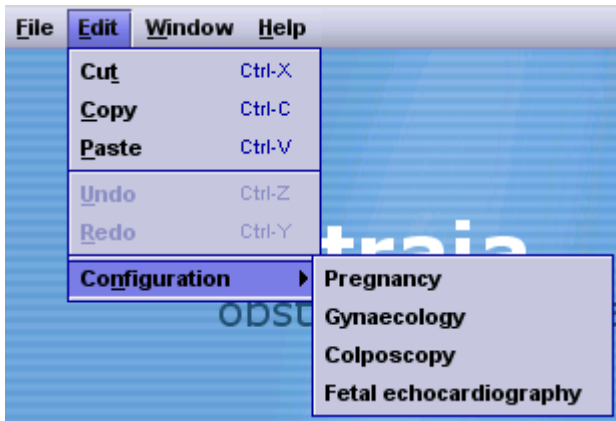 File Edit Window Help
Cut Ctrl-X
Copy Ctrl-C
Paste Ctrl-V
Undo Ctrl-Z
Redo Ctrl-Y
Configuration
Pregnancy
Gynaecology
Colposcopy
Fetal echocardiography